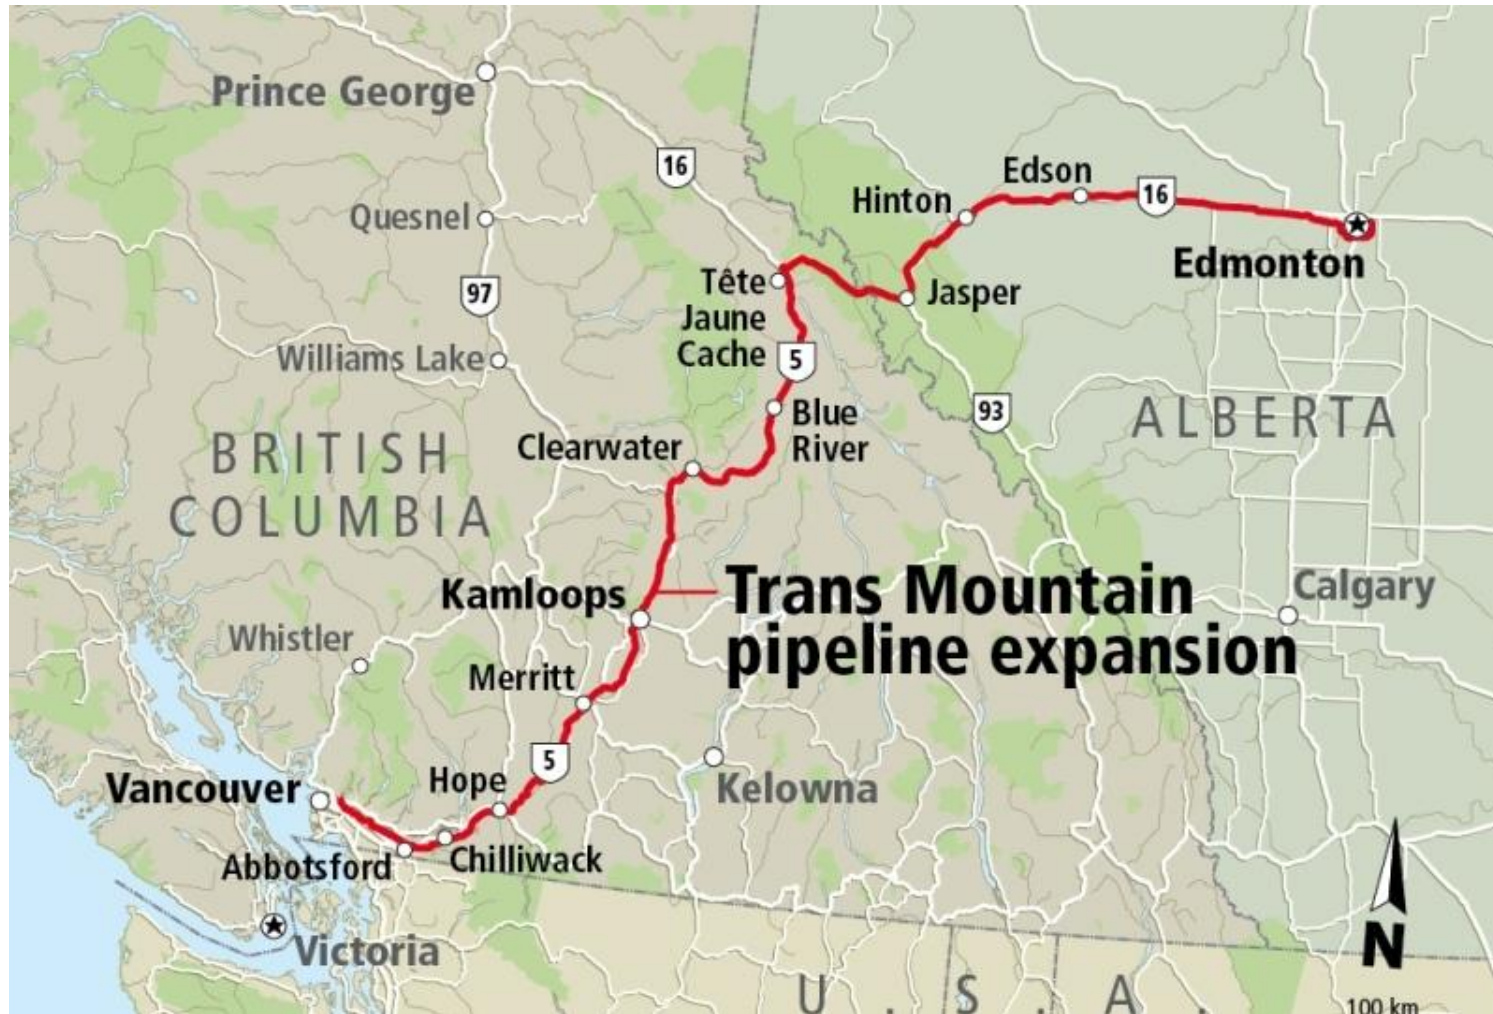 Prince George
16
Edson
Hinton
16
Quesnel
Edmonton
Tête
Jaune
Cache
Jasper
97
Williams Lake
5
93
Blue
River
ALBERTA
Clearwater
BRITISH
COLUMBIA
Kamloops
Trans Mountain
pipeline expansion
Calgary
Whistler
Merritt
5
Hope
Vancouver
Kelowna
Chilliwack
Abbotsford
Victoria
N
U. S. A.
100 km